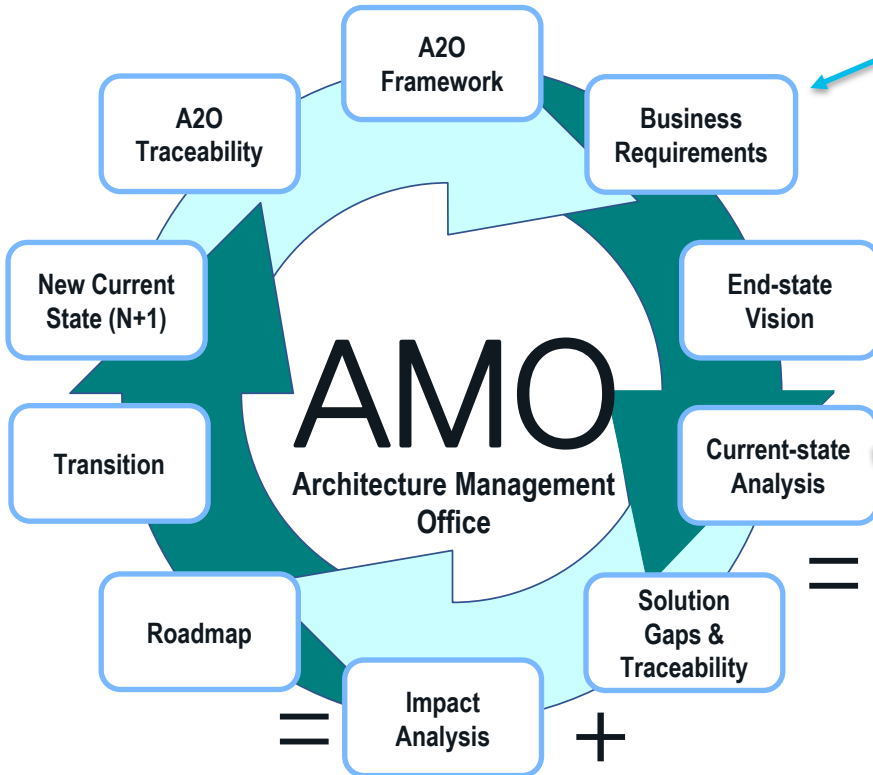 A2O
Framework
A2O
Traceability
Business
Requirements
New Current
State (N+1)
End-state
Vision
AMO
Architecture Management
Office
Transition
Current-state
Analysis
=
Roadmap
Solution
Gaps &
Traceability
=
Impact
Analysis
+